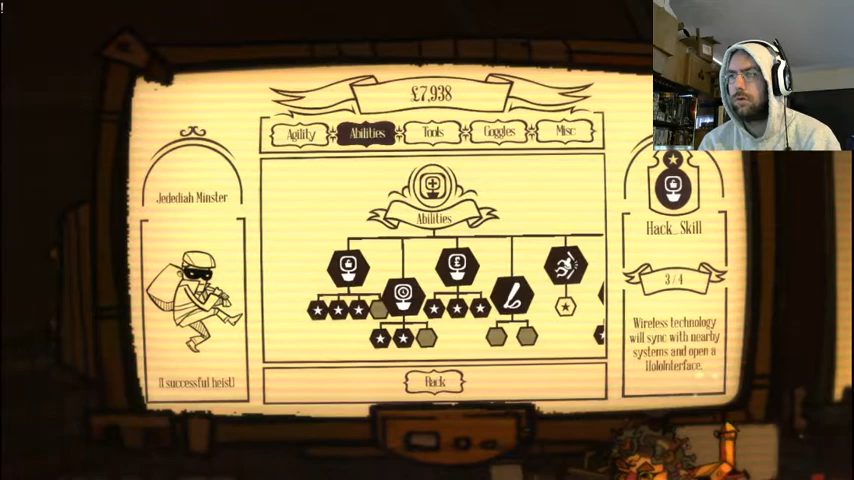 !
£7,938
Agility
Abilities
Tools
Goggles
Misc
Jedediah Minster
Abilities
£
Hack_Skill
3/4
Wireless technology
will sync with nearby
systems and open a
HoloInterface.
A successful heist!
Back